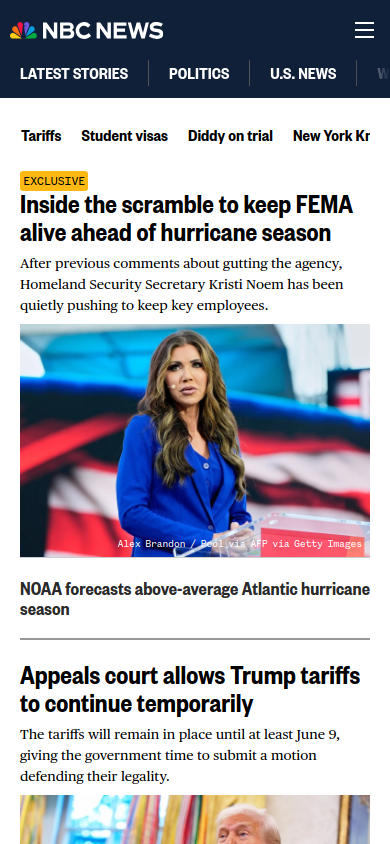 NBC NEWS
LATEST STORIES
POLITICS
U.S. NEWS
Tariffs
Student visas
Diddy on trial
New York
EXCLUSIVE
Inside the scramble to keep FEMA
alive ahead of hurricane season
After previous comments about gutting the agency,
Homeland Security Secretary Kristi Noem has been
quietly pushing to keep key employees.
Alex Brandon / Pool via AFP via Getty Images
NOAA forecasts above-average Atlantic hurricane
season
Appeals court allows Trump tariffs
to continue temporarily
The tariffs will remain in place until at least June 9,
giving the government time to submit a motion
defending their legality.